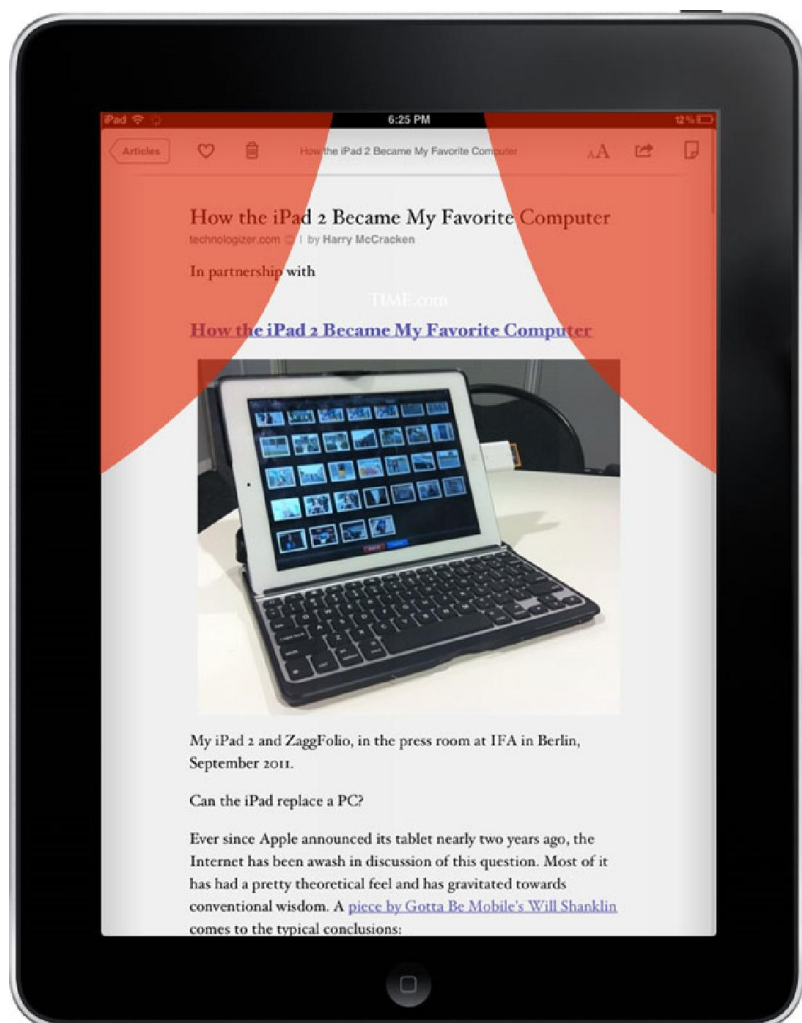 iPad 6:25 PM 12%
Articles How the iPad 2 Became My Favorite Computer AA
How the iPad 2 Became My Favorite Computer
technologizer.com | by Harry McCracken
In partnership with
TIME.com
How the iPad 2 Became My Favorite Computer
My iPad 2 and ZaggFolio, in the press room at IFA in Berlin,
September 2011.
Can the iPad replace a PC?
Ever since Apple announced its tablet nearly two years ago, the
Internet has been awash in discussion of this question. Most of it
has had a pretty theoretical feel and has gravitated towards
conventional wisdom. A piece by Gotta Be Mobile's Will Shanklin
comes to the typical conclusions: